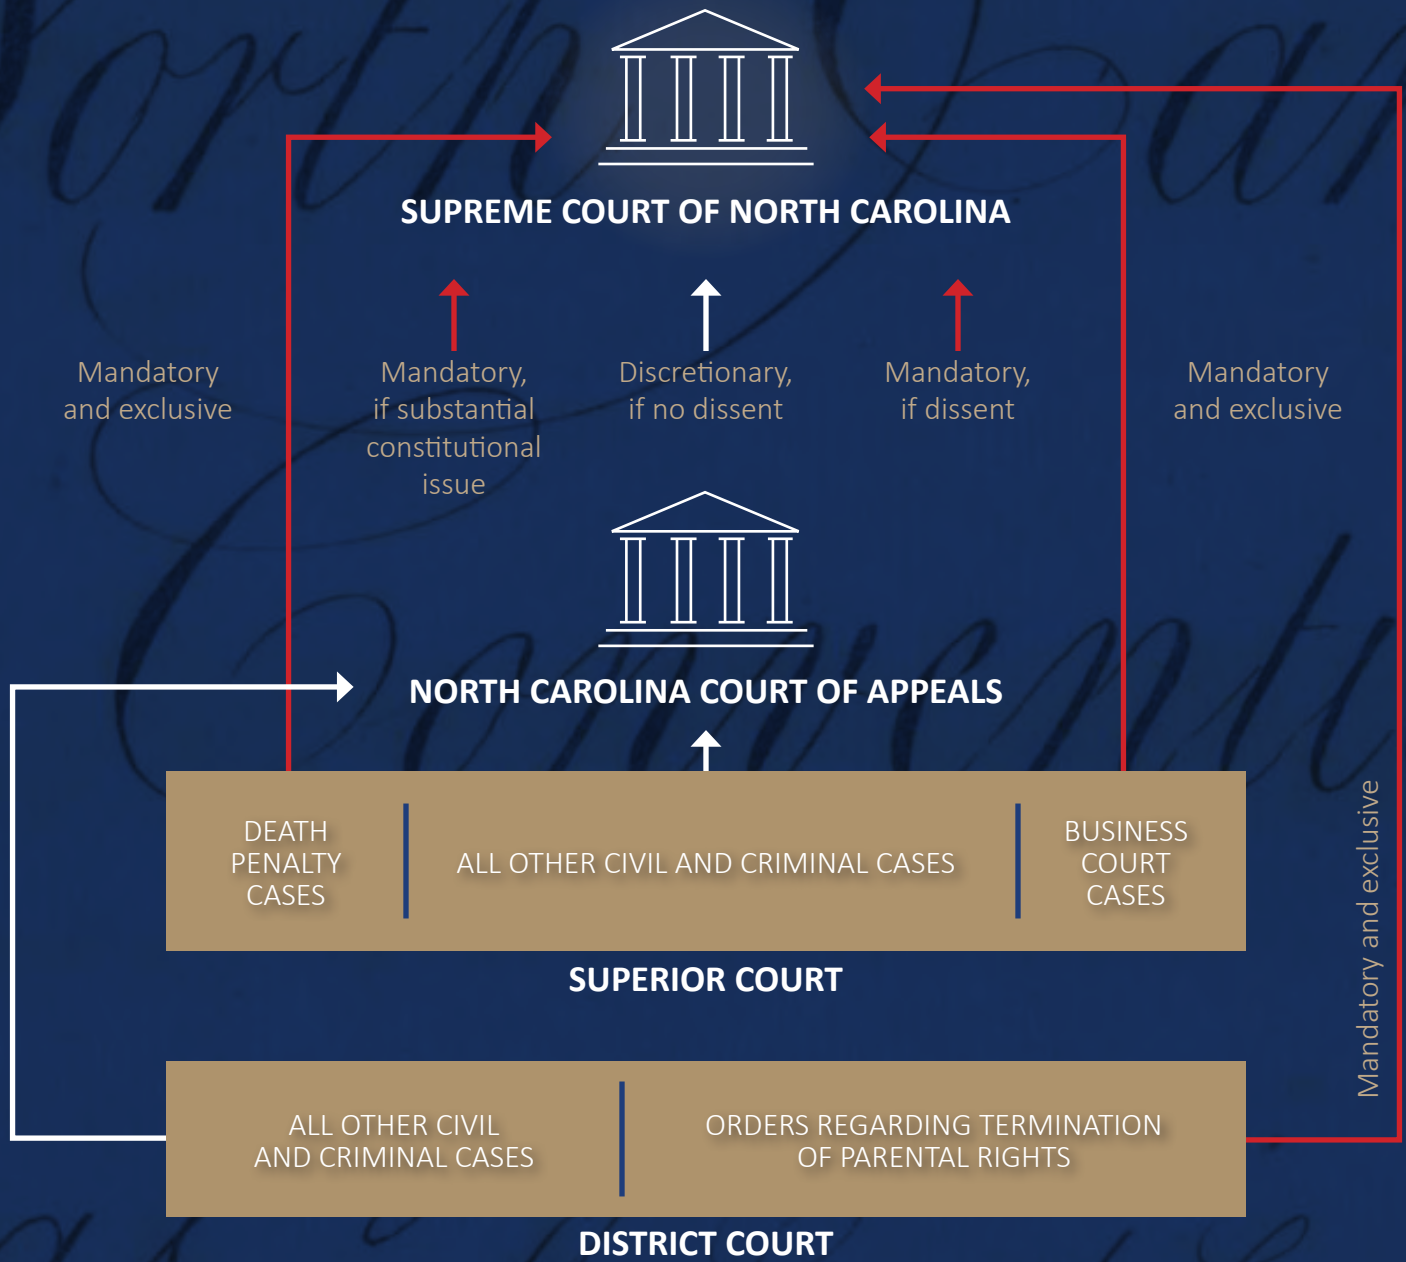 SUPREME COURT OF NORTH CAROLINA
Mandatory
and exclusive
Mandatory,
if substantial
constitutional
issue
Discretionary,
if no dissent
Mandatory,
if dissent
Mandatory
and exclusive
NORTH CAROLINA COURT OF APPEALS
DEATH
PENALTY
CASES
ALL OTHER CIVIL AND CRIMINAL CASES
BUSINESS
COURT
CASES
SUPERIOR COURT
Mandatory and exclusive
ALL OTHER CIVIL
AND CRIMINAL CASES
ORDERS REGARDING TERMINATION
OF PARENTAL RIGHTS
DISTRICT COURT